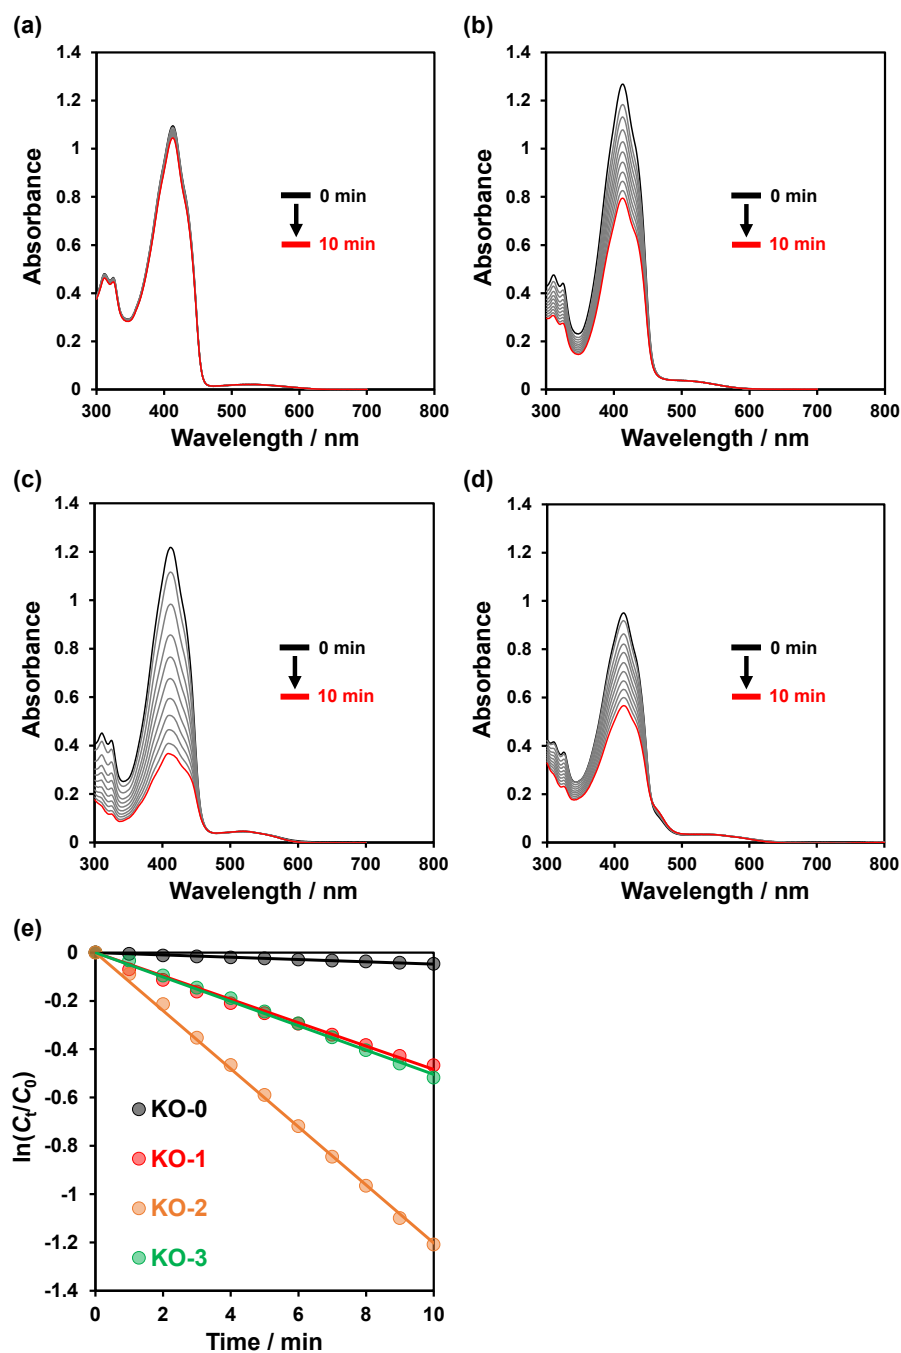 (a)
1.4
1.2
1
0.8
0.6
0.4
0.2
0
Absorbance
0 min
10 min
300 400 500 600 700 800
Wavelength / nm
(b)
1.4
1.2
1
0.8
0.6
0.4
0.2
0
Absorbance
0 min
10 min
300 400 500 600 700 800
Wavelength / nm
(c)
1.4
1.2
1
0.8
0.6
0.4
0.2
0
Absorbance
0 min
10 min
300 400 500 600 700 800
Wavelength / nm
(d)
1.4
1.2
1
0.8
0.6
0.4
0.2
0
Absorbance
0 min
10 min
300 400 500 600 700 800
Wavelength / nm
(e)
0
-0.2
-0.4
-0.6
-0.8
-1
-1.2
-1.4
ln(Ct/C0)
KO-0
KO-1
KO-2
KO-3
0 2 4 6 8 10
Time / min